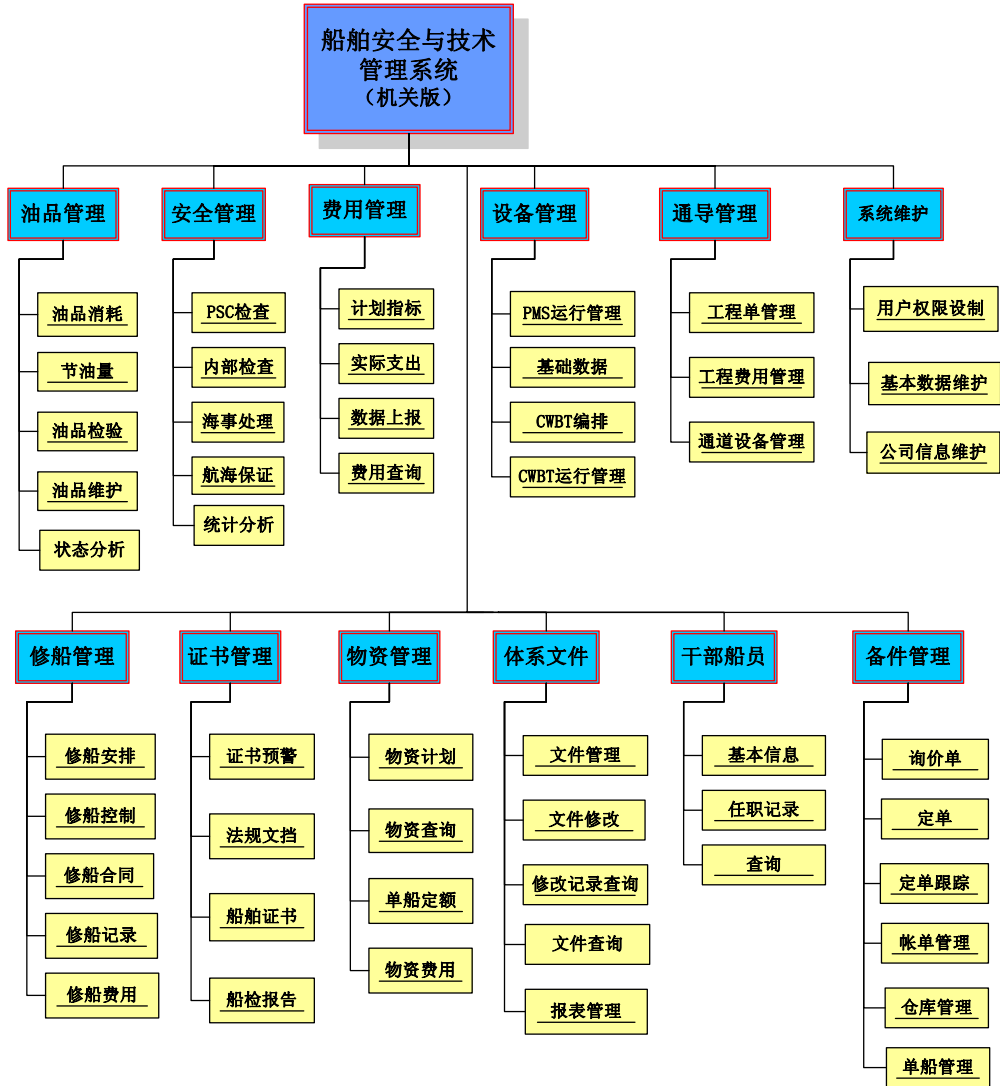 船舶安全与技术
管理系统
（机关版）
油品管理
安全管理
费用管理
设备管理
通导管理
系统维护
油品消耗
节油量
油品检验
油品维护
状态分析
PSC检查
内部检查
海事处理
航海保证
统计分析
计划指标
实际支出
数据上报
费用查询
PMS运行管理
基础数据
CWBT编排
CWBT运行管理
工程单管理
工程费用管理
通道设备管理
用户权限设制
基本数据维护
公司信息维护
修船管理
证书管理
物资管理
体系文件
干部船员
备件管理
修船安排
修船控制
修船合同
修船记录
修船费用
证书预警
法规文挡
船舶证书
船检报告
物资计划
物资查询
单船定额
物资费用
文件管理
文件修改
修改记录查询
文件查询
报表管理
基本信息
任职记录
查询
询价单
定单
定单跟踪
帐单管理
仓库管理
单船管理